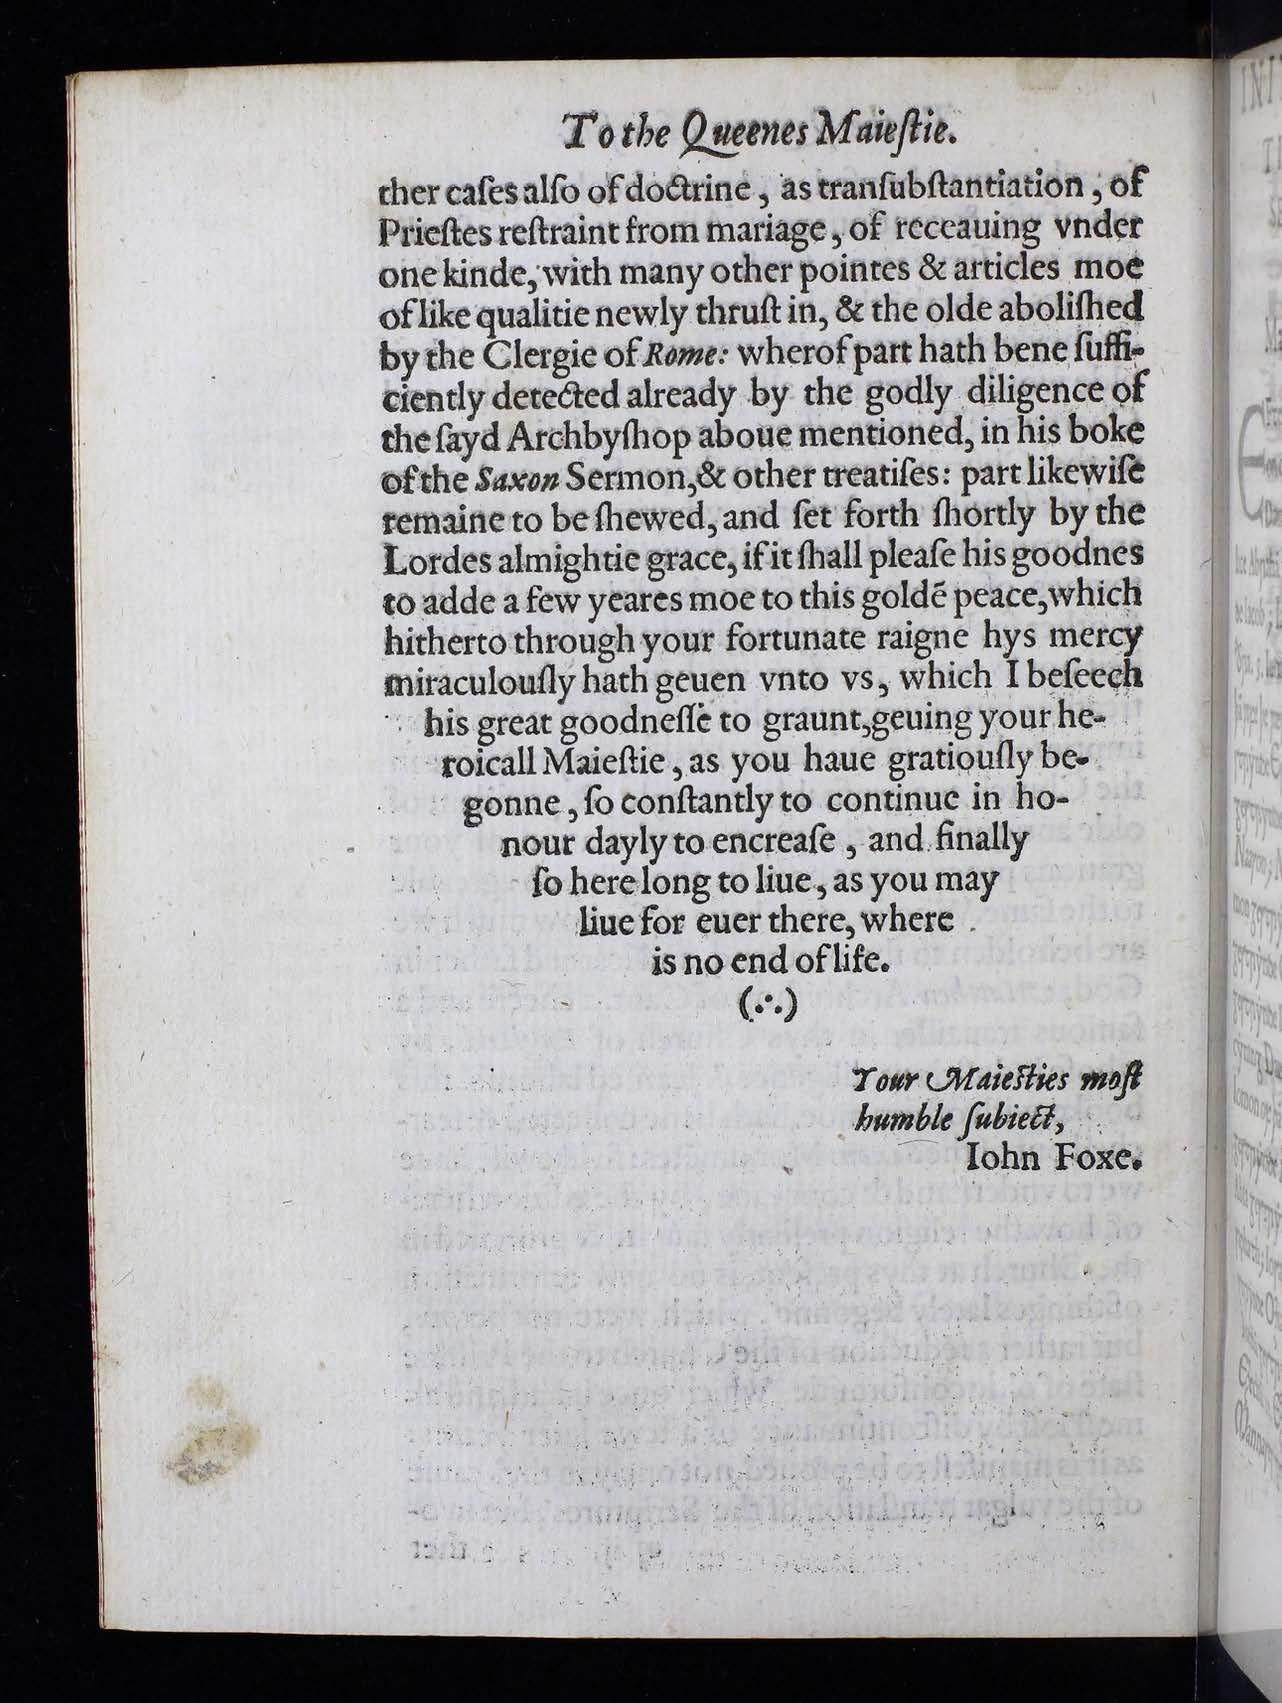 To the Queenes Maieſtie.
ther caſes alſo of doctrine, as tranſubſtantiation, of
Prieſtes reſtraint from mariage, of receauing vnder
one kinde, with many other pointes & articles moe
of like qualitie newly thruſt in, & the olde aboliſhed
by the Clergie of Rome: wherof part hath bene ſuffi-
ciently detected already by the godly diligence of
the ſayd Archbyſhop aboue mentioned, in his boke
of the Saxon Sermon, & other treatiſes: part likewiſe
remaine to be ſhewed, and ſet forth ſhortly by the
Lordes almightie grace, if it ſhall pleaſe his goodnes
to adde a few yeares moe to this goldē peace, which
hitherto through your fortunate raigne hys mercy
miraculouſly hath geuen vnto vs, which I beſeech
his great goodneſſe to graunt, geuing your he-
roicall Maieſtie, as you haue gratiouſly be-
gonne, ſo conſtantly to continue in ho-
nour dayly to encreaſe, and finally
ſo here long to liue, as you may
liue for euer there, where
is no end of life.
(∴)
Your Maieſties moſt
humble ſubiect,
Iohn Foxe.